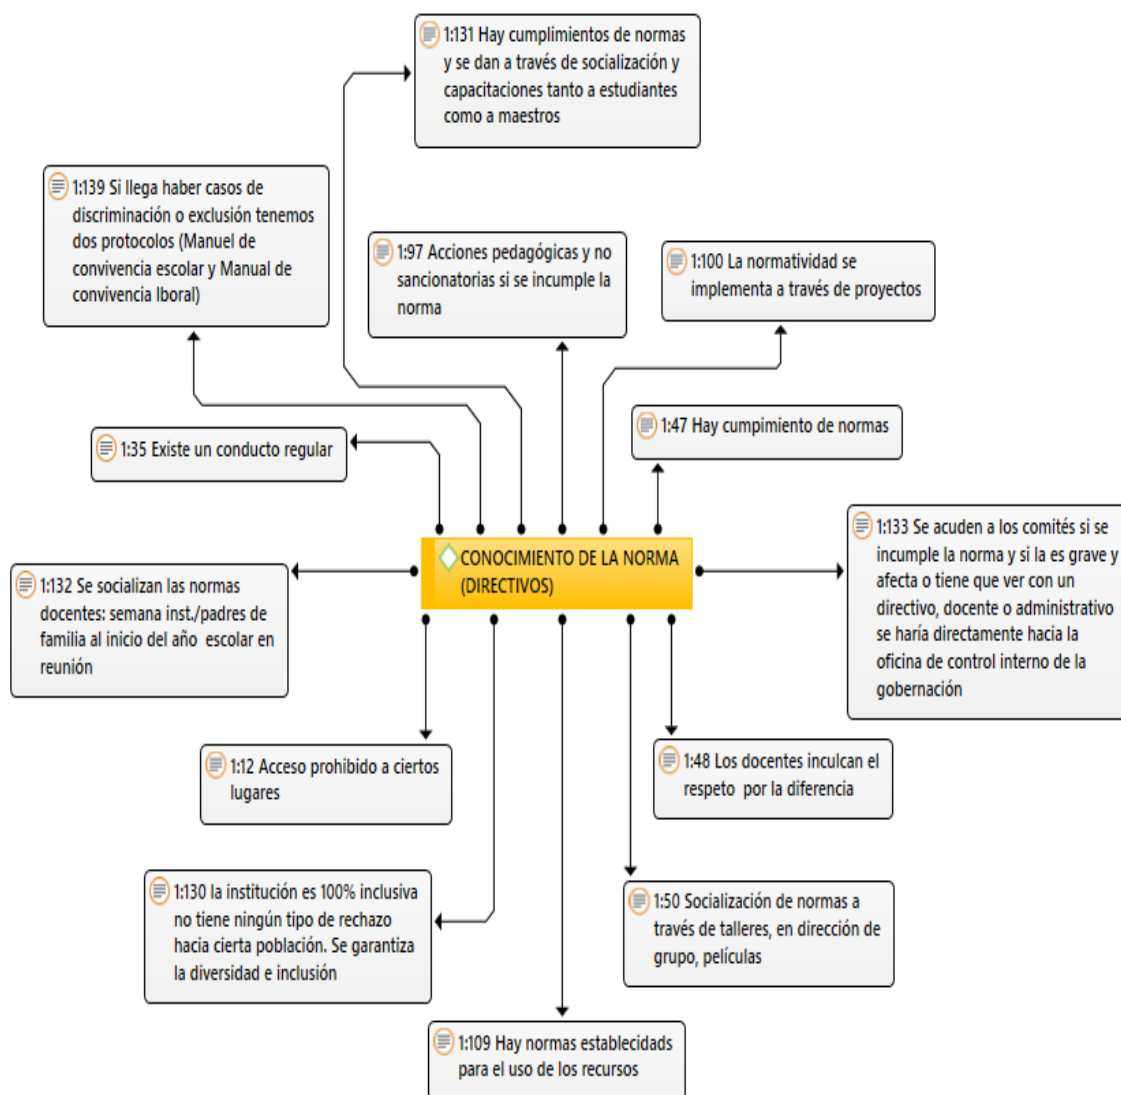 1:131 Hay cumplimientos de normas
y se dan a través de socialización y
capacitaciones tanto a estudiantes
como a maestros
1:139 Si llega haber casos de
discriminación o exclusión tenemos
dos protocolos (Manuel de
convivencia escolar y Manual de
convivencia lboral)
1:97 Acciones pedagógicas y no
sancionatorias si se incumple la
norma
1:100 La normatividad se
implementa a través de proyectos
1:35 Existe un conducto regular
1:47 Hay cumpimiento de normas
CONOCIMIENTO DE LA NORMA
(DIRECTIVOS)
1:133 Se acuden a los comités si se
incumple la norma y si la es grave y
afecta o tiene que ver con un
directivo, docente o administrativo
se haría directamente hacia la
oficina de control interno de la
gobernación
1:132 Se socializan las normas
docentes: semana inst./padres de
familia al inicio del año escolar en
reunión
1:12 Acceso prohibido a ciertos
lugares
1:48 Los docentes inculcan el
respeto por la diferencia
1:130 la institución es 100% inclusiva
no tiene ningún tipo de rechazo
hacia cierta población. Se garantiza
la diversidad e inclusión
1:50 Socialización de normas a
través de talleres, en dirección de
grupo, películas
1:109 Hay normas establecidads
para el uso de los recursos